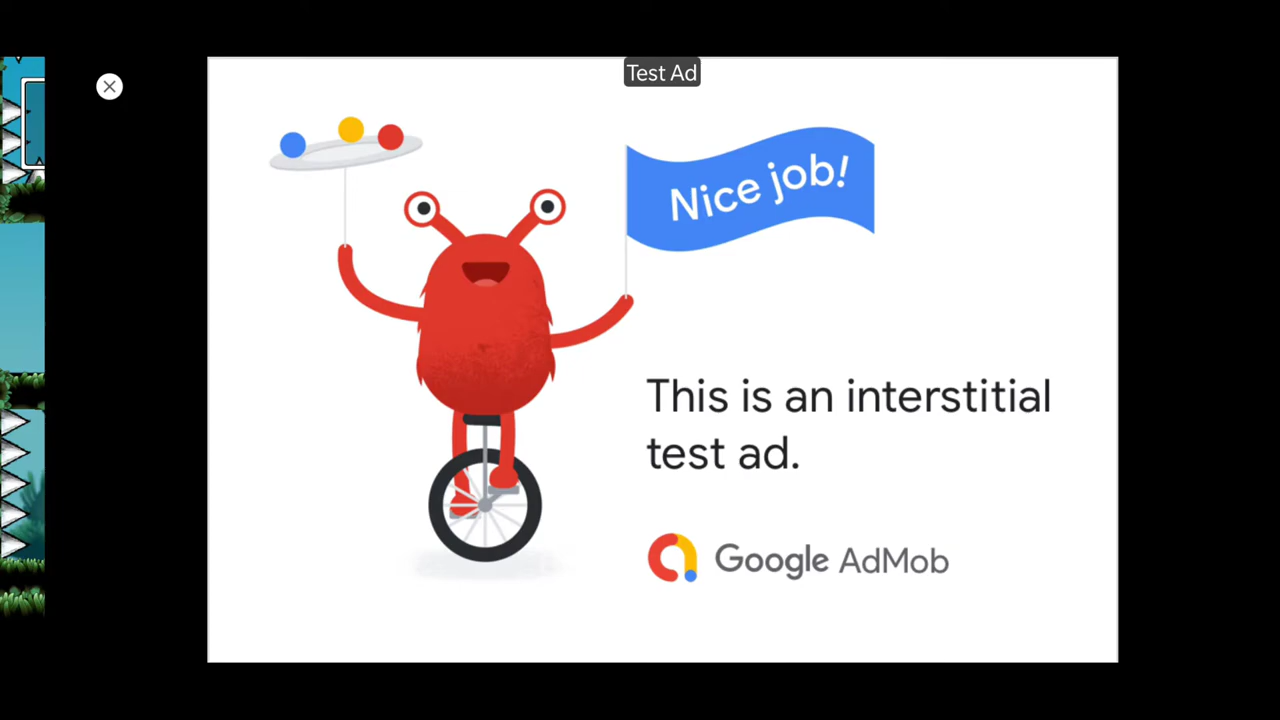 Test Ad
Nice job!
This is an interstitial
test ad.
Google AdMob